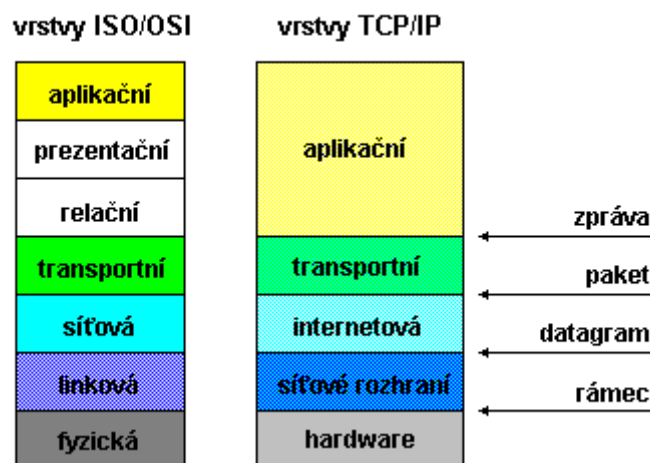 vrstvy ISO/OSI
aplikační
prezentační
relační
transportní
síťová
linková
fyzická
vrstvy TCP/IP
aplikační
transportní
internetová
síťové rozhraní
hardware
zpráva
paket
datagram
rámec